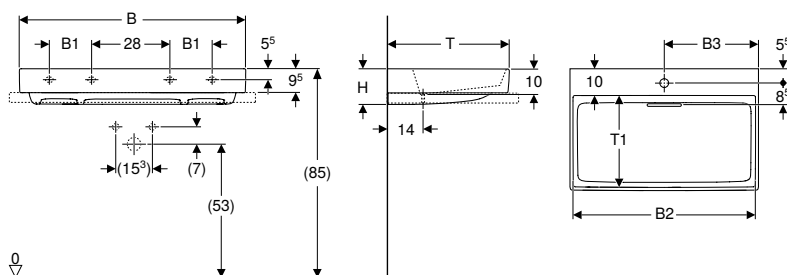 B
B1 28 B1 5⁵
9⁵
(15³) (7)
(53)
(85)
0
T
H 10
14
B3 5⁵
10
8⁵
T1
B2